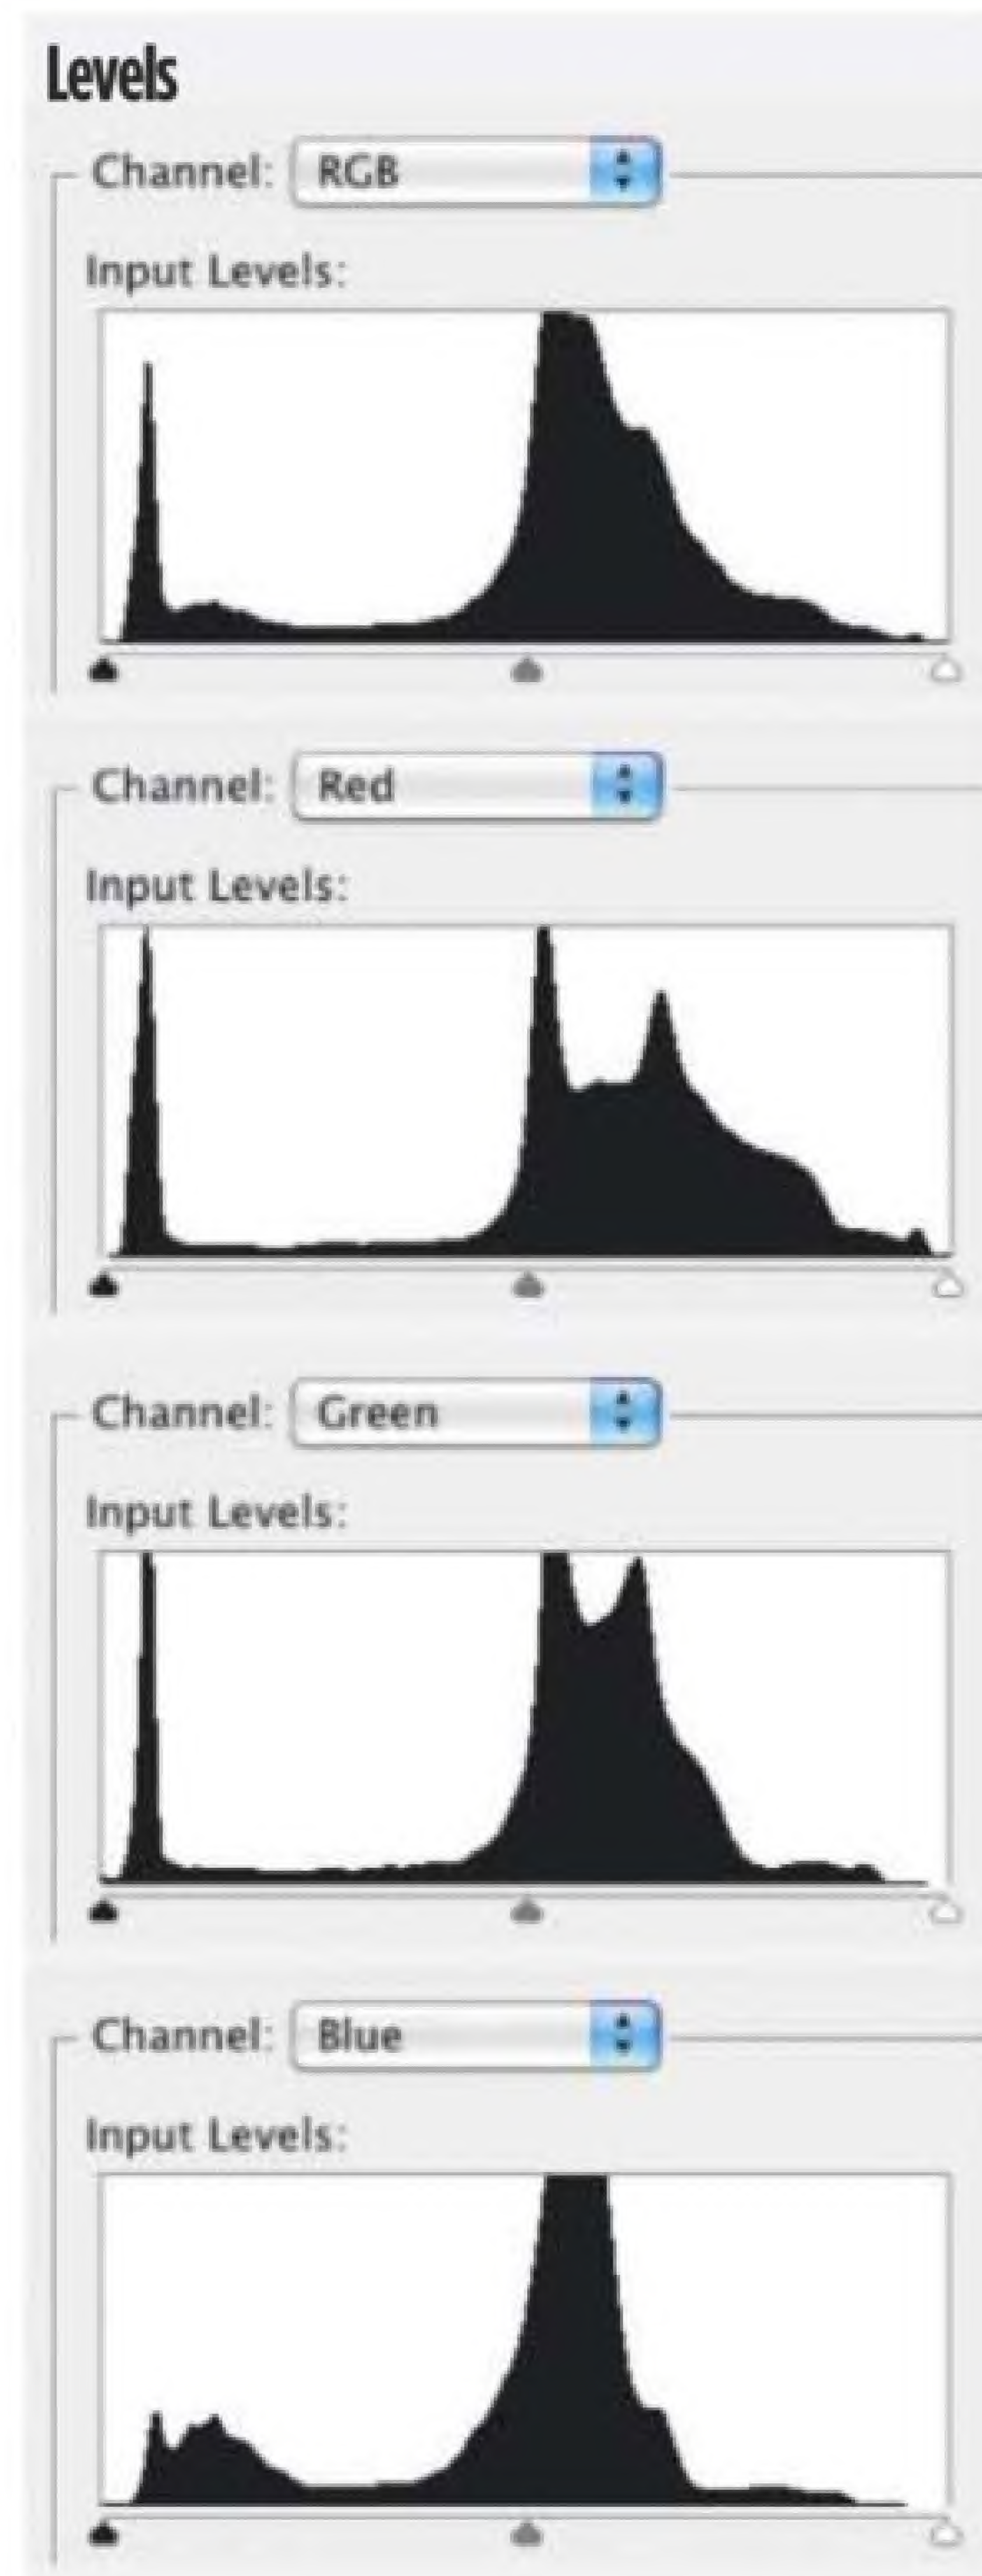 Levels
Channel: RGB
Input Levels:
Channel: Red
Input Levels:
Channel: Green
Input Levels:
Channel: Blue
Input Levels: